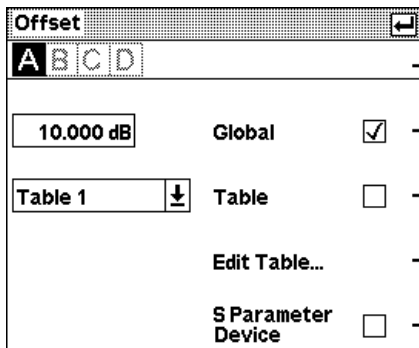 Offset
A B C D
10.000 dB Global
Table 1 Table
Edit Table...
S Parameter
Device